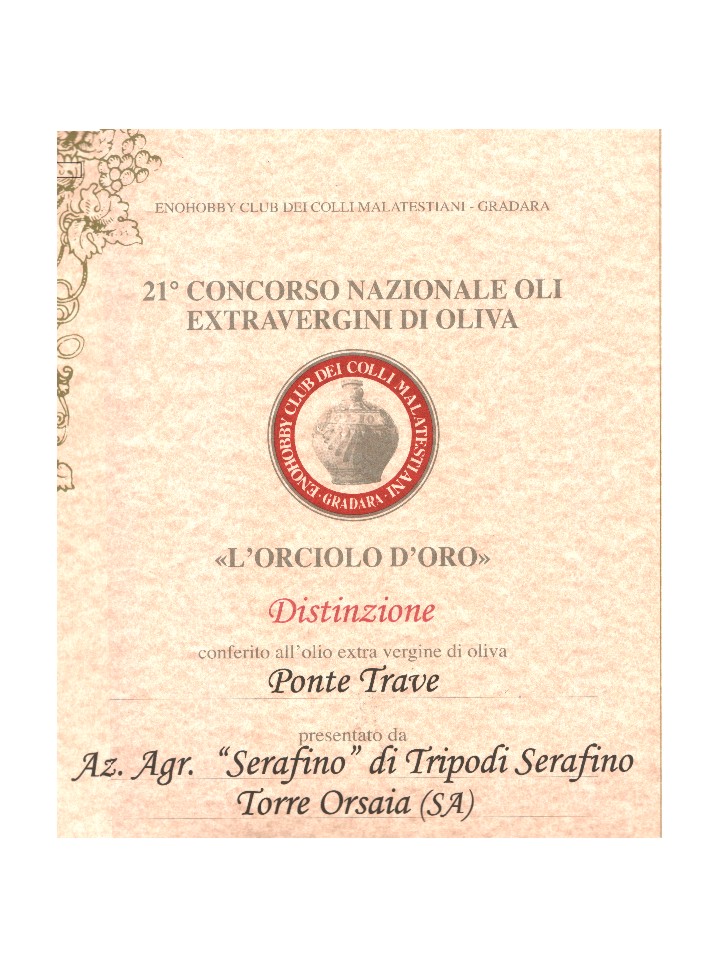 ENOHOBBY CLUB DEI COLLI MALATESTIANI - GRADARA
21° CONCORSO NAZIONALE OLI
EXTRAVERGINI DI OLIVA
ENOHOBBY CLUB DEI COLLI MALATESTIANI
· GRADARA ·
«L'ORCIOLO D'ORO»
Distinzione
conferito all'olio extra vergine di oliva
Ponte Trave
presentato da
Az. Agr. “Serafino” di Tripodi Serafino
Torre Orsaia (SA)